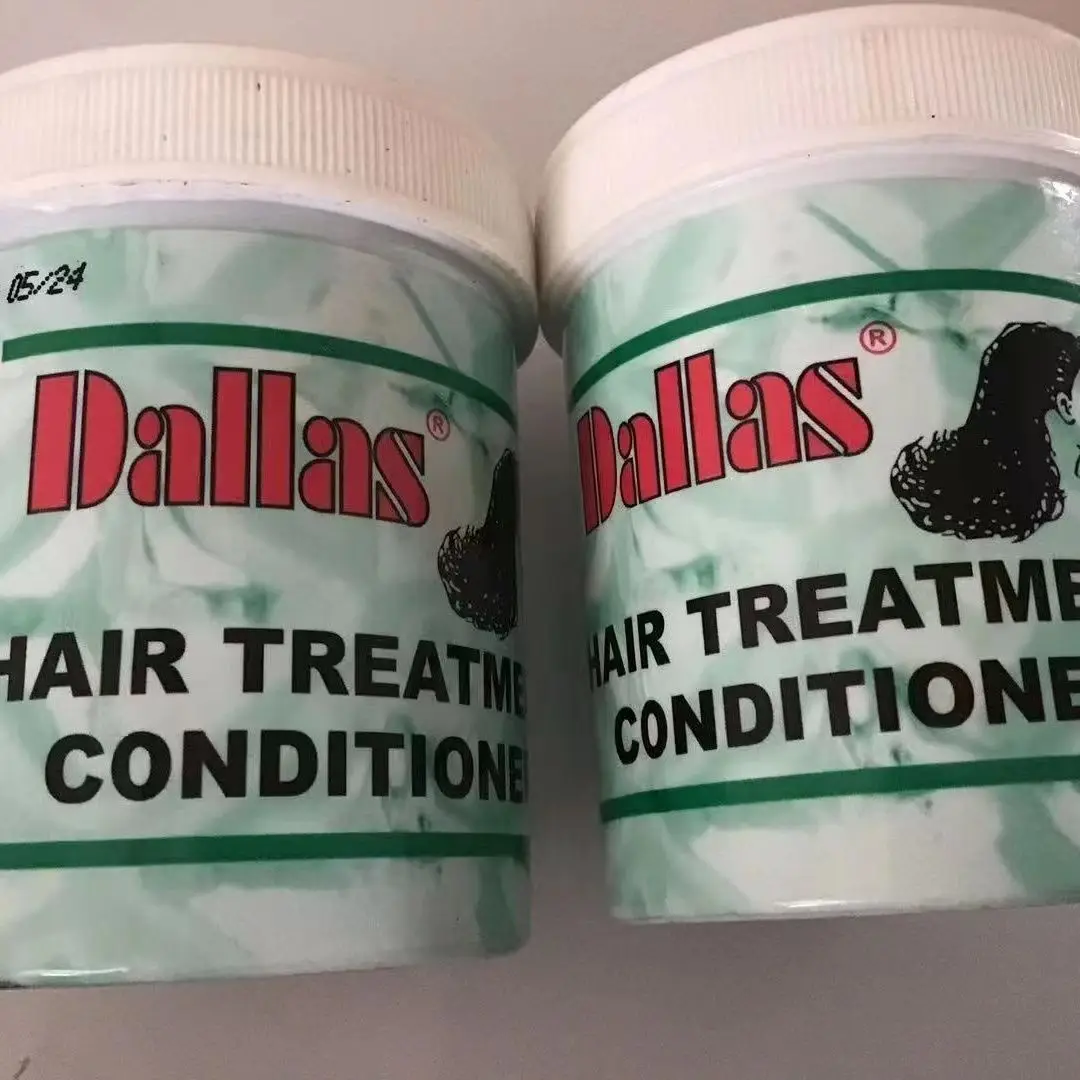 05/24
Dallas®
HAIR TREATME
CONDITIONE
Dallas®
HAIR TREATME
CONDITIONE